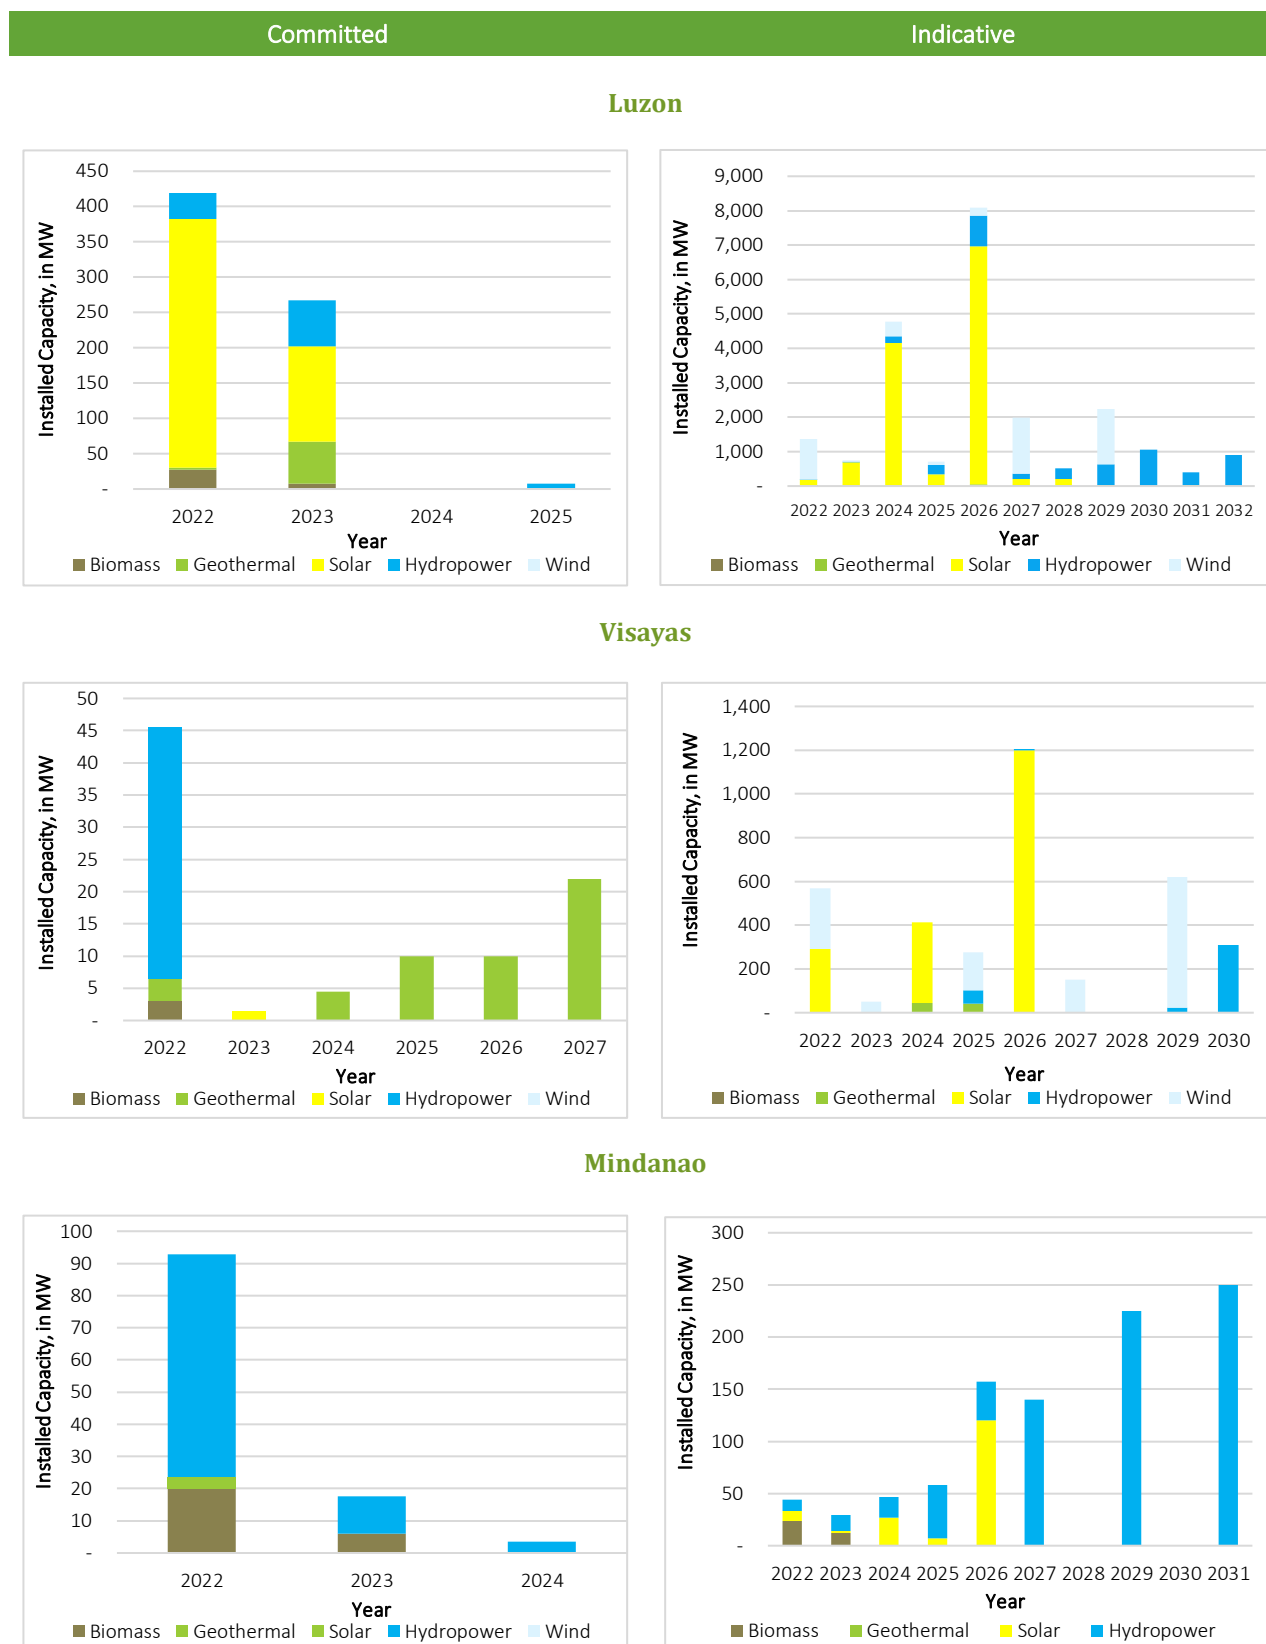 Committed Indicative
Luzon
450
400
350
300
250
200
150
100
50
-
Installed Capacity, in MW
2022 2023 2024 2025
Year
Biomass Geothermal Solar Hydropower Wind
9,000
8,000
7,000
6,000
5,000
4,000
3,000
2,000
1,000
-
Installed Capacity, in MW
2022 2023 2024 2025 2026 2027 2028 2029 2030 2031 2032
Year
Biomass Geothermal Solar Hydropower Wind
Visayas
50
45
40
35
30
25
20
15
10
5
-
Installed Capacity, in MW
2022 2023 2024 2025 2026 2027
Year
Biomass Geothermal Solar Hydropower Wind
1,400
1,200
1,000
800
600
400
200
-
Installed Capacity, in MW
2022 2023 2024 2025 2026 2027 2028 2029 2030
Year
Biomass Geothermal Solar Hydropower Wind
Mindanao
100
90
80
70
60
50
40
30
20
10
-
Installed Capacity, in MW
2022 2023 2024
Year
Biomass Geothermal Solar Hydropower Wind
300
250
200
150
100
50
-
Installed Capacity, in MW
2022 2023 2024 2025 2026 2027 2028 2029 2030 2031
Year
Biomass Geothermal Solar Hydropower